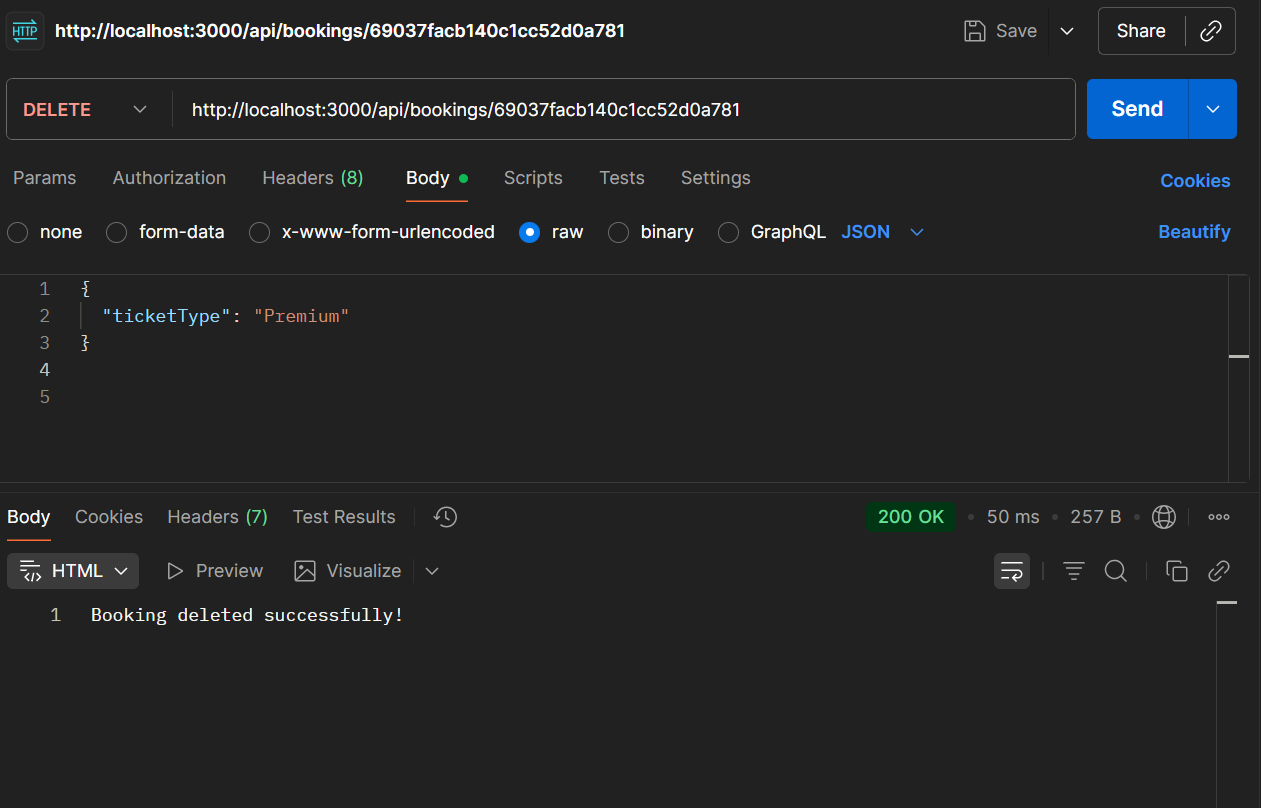 HTTP http://localhost:3000/api/bookings/69037facb140c1cc52d0a781 Save Share
DELETE http://localhost:3000/api/bookings/69037facb140c1cc52d0a781 Send
Params Authorization Headers (8) Body Scripts Tests Settings Cookies
none form-data x-www-form-urlencoded raw binary GraphQL JSON Beautify
1 {
2 "ticketType": "Premium"
3 }
4
5
Body Cookies Headers (7) Test Results 200 OK 50 ms 257 B
HTML Preview Visualize
1 Booking deleted successfully!